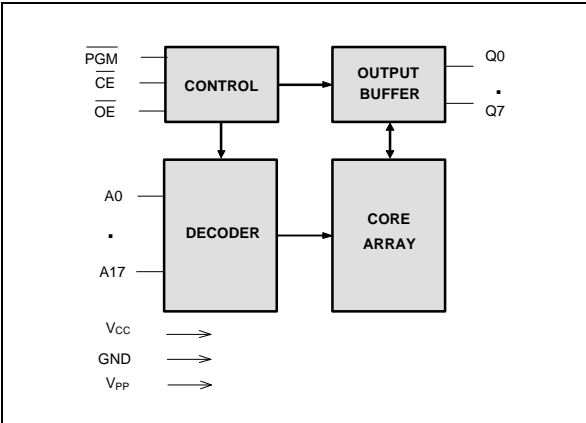 PGM
CE
OE
CONTROL
OUTPUT
BUFFER
Q0
.
Q7
A0
.
A17
DECODER
CORE
ARRAY
VCC
GND
VPP